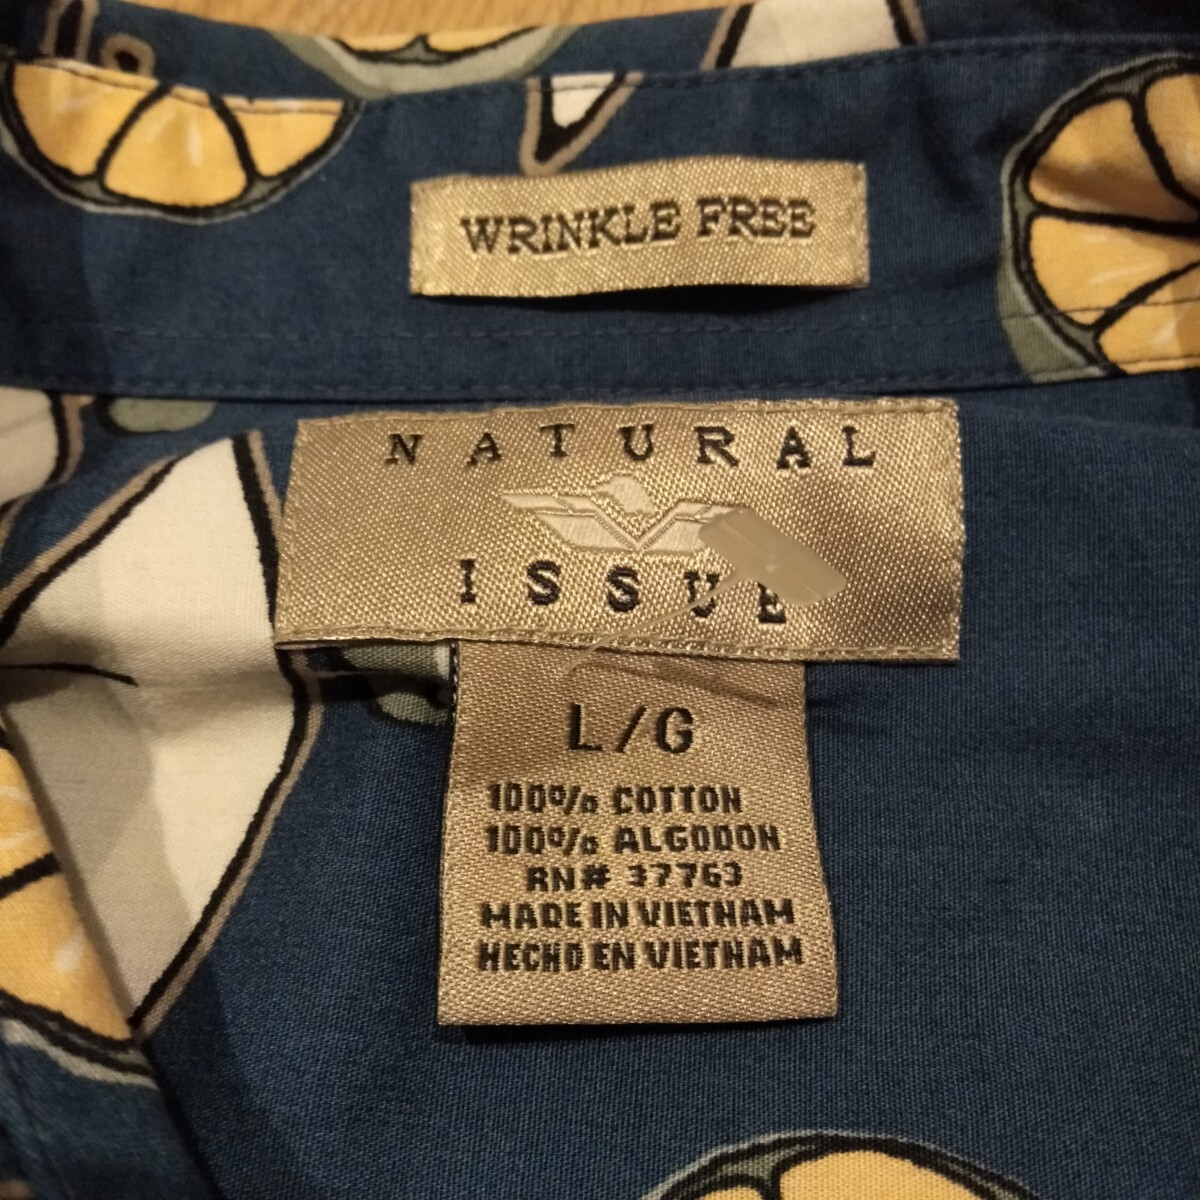 WRINKLE FREE
NATURAL
ISSUE
L/G
100% COTTON
100% ALGODON
RN# 37763
MADE IN VIETNAM
HECHO EN VIETNAM